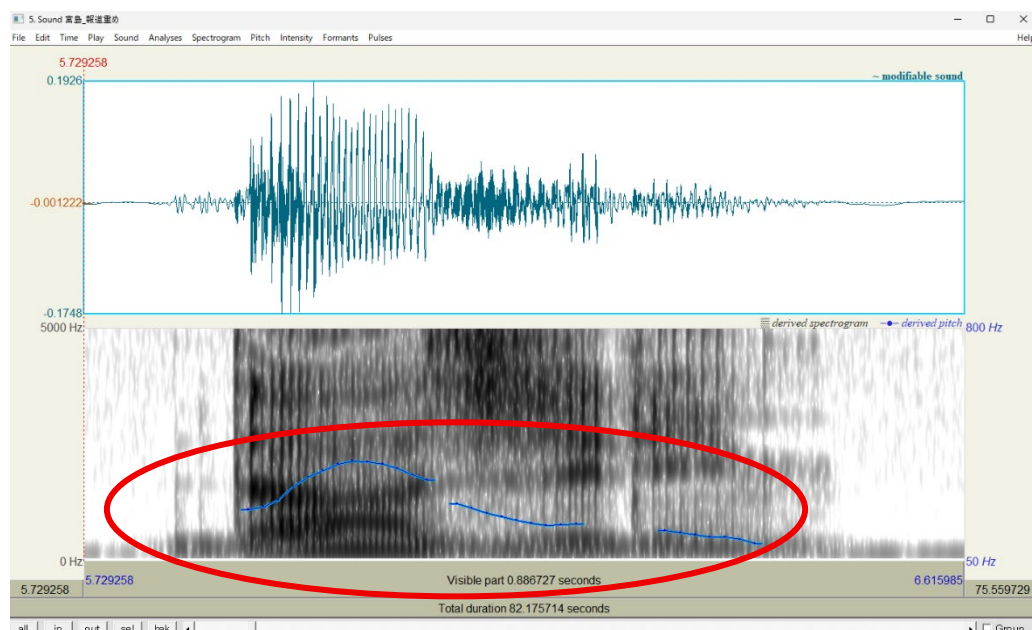 5. Sound 宮島_報道重め
File Edit Time Play Sound Analyses Spectrogram Pitch Intensity Formants Pulses Help
5.729258
0.1926
~ modifiable sound
-0.001222
-0.1748
5000 Hz
derived spectrogram derived pitch 800 Hz
0 Hz
50 Hz
5.729258 Visible part 0.886727 seconds 6.615985
5.729258 75.559729
Total duration 82.175714 seconds
all in out sel bak Group